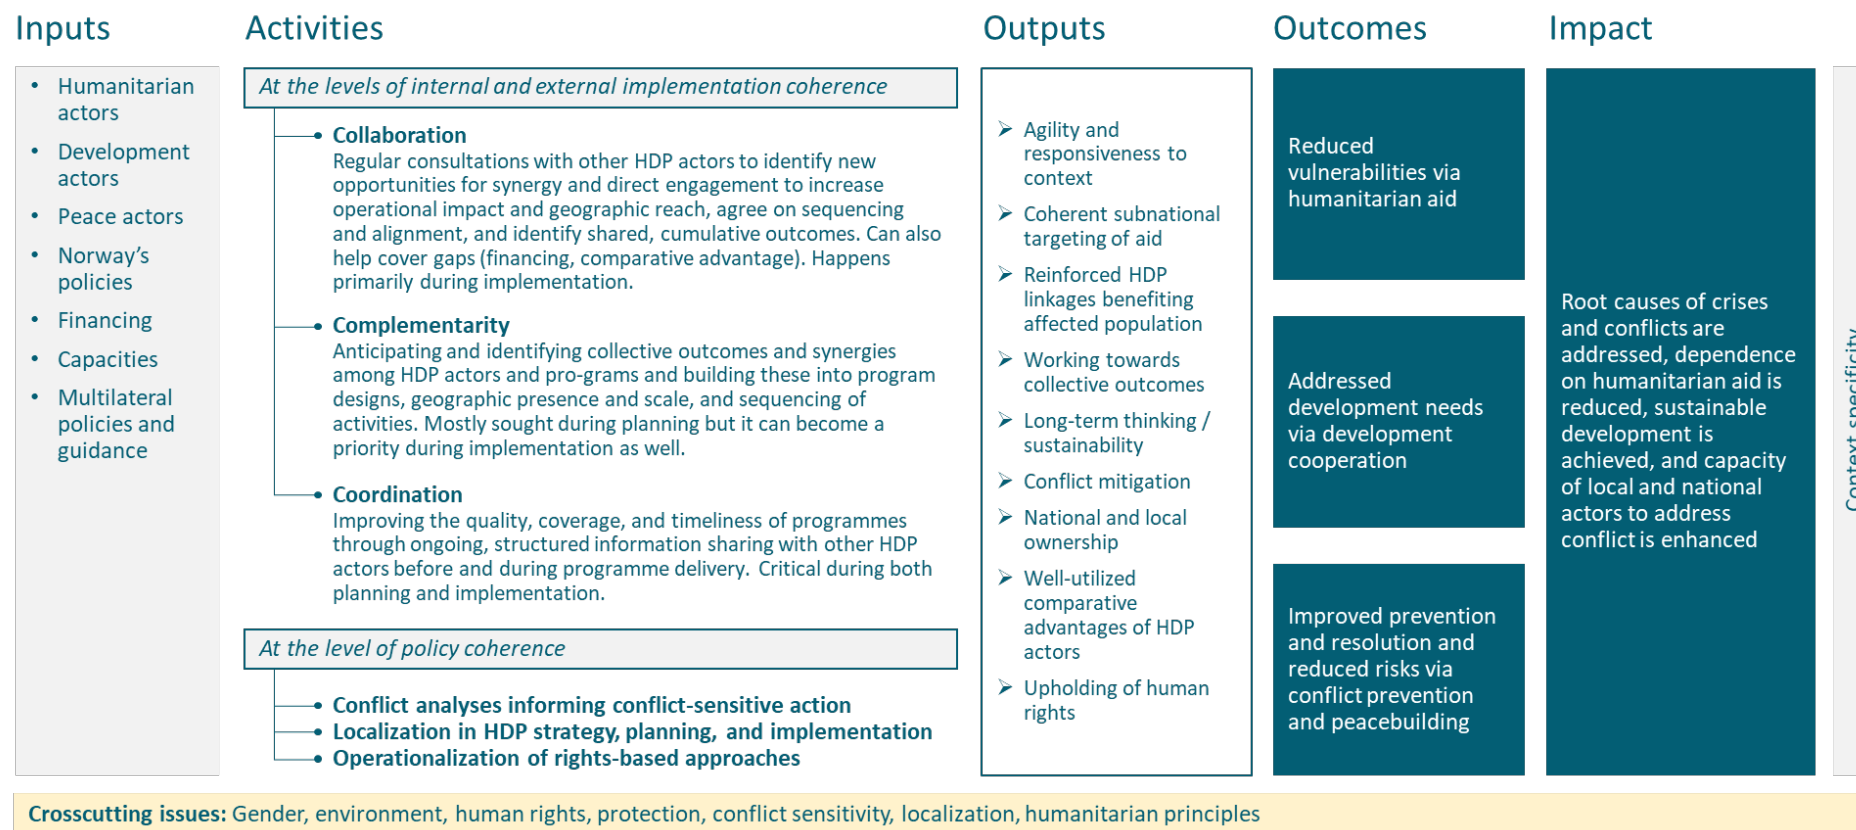 Inputs
Humanitarian
actors
Development
actors
Peace actors
Norway’s
policies
Financing
Capacities
Multilateral
policies and
guidance
Activities
At the levels of internal and external implementation coherence
Collaboration
Regular consultations with other HDP actors to identify new
opportunities for synergy and direct engagement to increase
operational impact and geographic reach, agree on sequencing
and alignment, and identify shared, cumulative outcomes. Can also
help cover gaps (financing, comparative advantage). Happens
primarily during implementation.
Complementarity
Anticipating and identifying collective outcomes and synergies
among HDP actors and pro-grams and building these into program
designs, geographic presence and scale, and sequencing of
activities. Mostly sought during planning but it can become a
priority during implementation as well.
Coordination
Improving the quality, coverage, and timeliness of programmes
through ongoing, structured information sharing with other HDP
actors before and during programme delivery. Critical during both
planning and implementation.
At the level of policy coherence
Conflict analyses informing conflict-sensitive action
Localization in HDP strategy, planning, and implementation
Operationalization of rights-based approaches
Outputs
Agility and
responsiveness to
context
Coherent subnational
targeting of aid
Reinforced HDP
linkages benefiting
affected population
Working towards
collective outcomes
Long-term thinking /
sustainability
Conflict mitigation
National and local
ownership
Well-utilized
comparative
advantages of HDP
actors
Upholding of human
rights
Outcomes
Reduced
vulnerabilities via
humanitarian aid
Addressed
development needs
via development
cooperation
Improved prevention
and resolution and
reduced risks via
conflict prevention
and peacebuilding
Impact
Root causes of crises
and conflicts are
addressed, dependence
on humanitarian aid is
reduced, sustainable
development is
achieved, and capacity
of local and national
actors to address
conflict is enhanced
Context specificity
Crosscutting issues: Gender, environment, human rights, protection, conflict sensitivity, localization, humanitarian principles